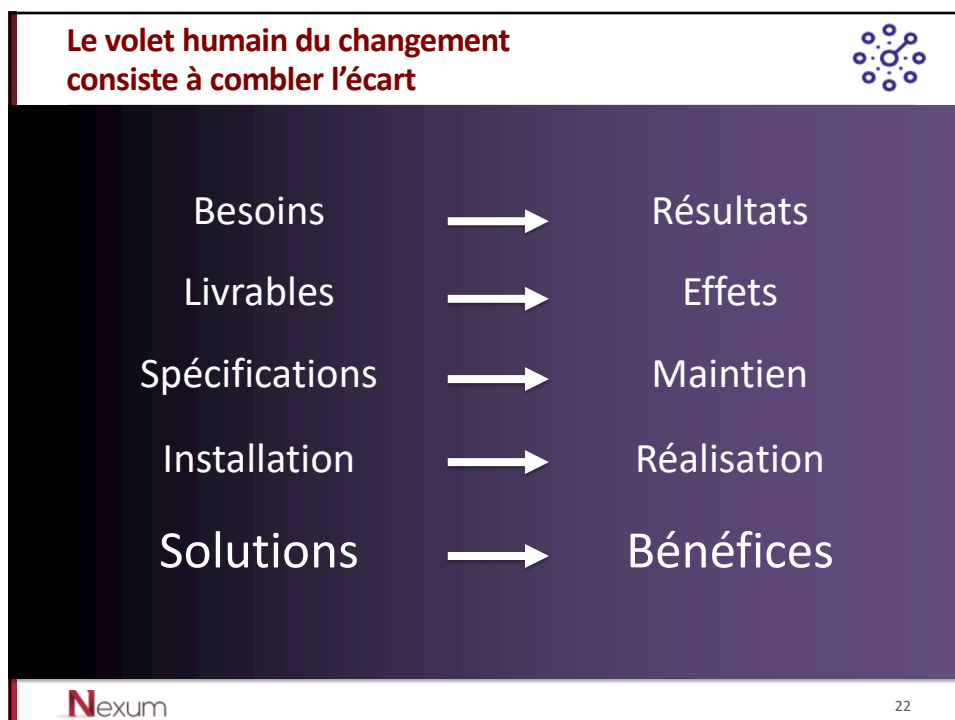 Le volet humain du changement
consiste à combler l’écart
Besoins Résultats
Livrables Effets
Spécifications Maintien
Installation Réalisation
Solutions Bénéfices
Nexum
22